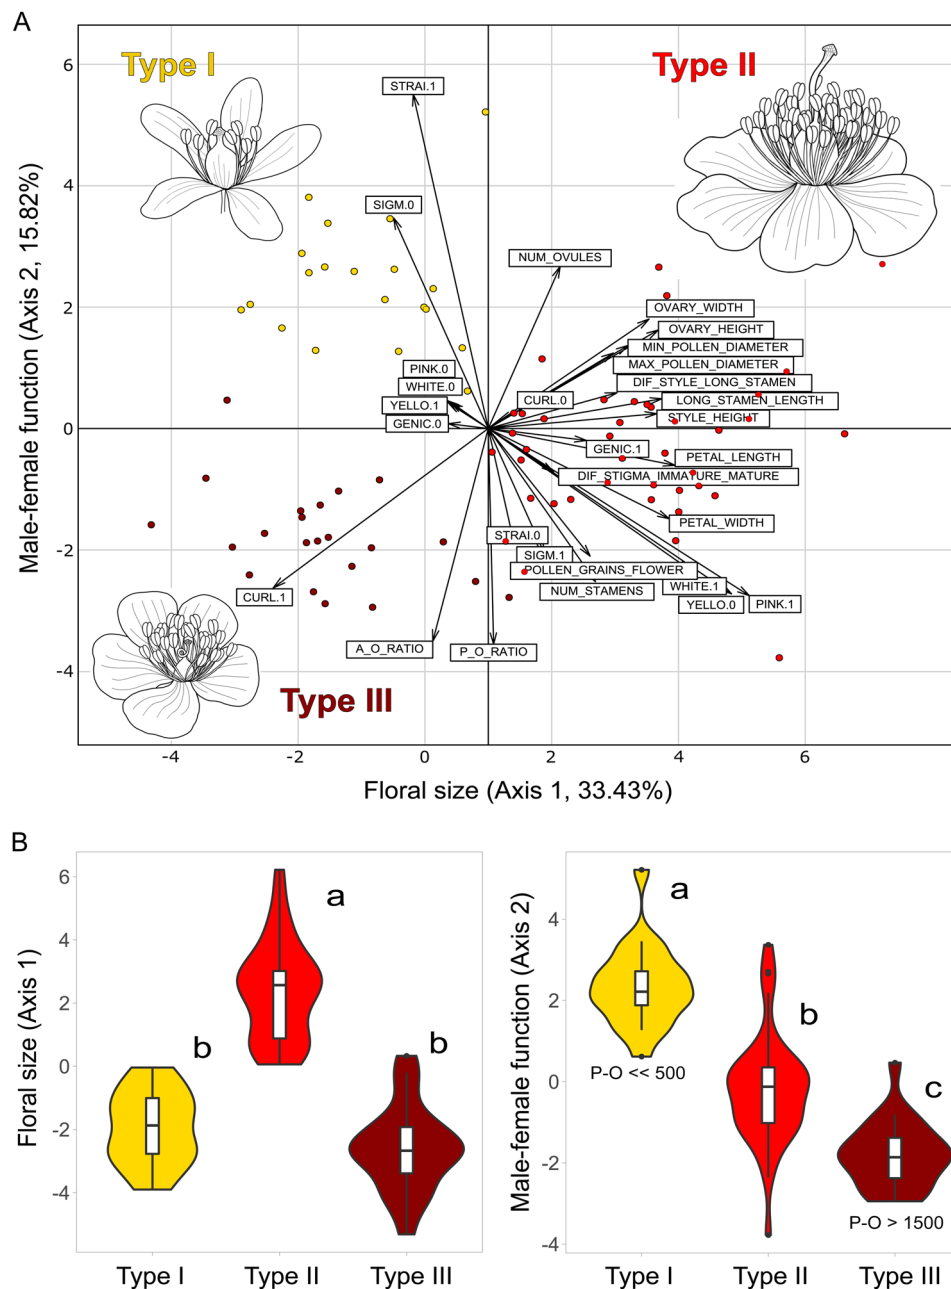 A
Type I
Type II
STRAI.1
SIGM.0
NUM_OVULES
OVARY_WIDTH
OVARY_HEIGHT
MIN_POLLEN_DIAMETER
MAX_POLLEN_DIAMETER
PINK.0
WHITE.0
DIF_STYLE_LONG_STAMEN
YELLO.1
CURL.0
LONG_STAMEN_LENGTH
GENIC.0
STYLE_HEIGHT
GENIC.1
PETAL_LENGTH
DIF_STIGMA_IMMATURE_MATURE
PETAL_WIDTH
STRAI.0
SIGM.1
POLLEN_GRAINS_FLOWER
WHITE.1
NUM_STAMENS
CURL.1
YELLO.0
PINK.1
A_O_RATIO
P_O_RATIO
Type III
6
4
2
0
-2
-4
Male-female function (Axis 2, 15.82%)
-4 -2 0 2 4 6
Floral size (Axis 1, 33.43%)
B
Floral size (Axis 1)
6
4
2
0
-2
-4
b
a
b
Type I Type II Type III
Male-female function (Axis 2)
4
2
0
-2
-4
a
P-O << 500
b
c
P-O > 1500
Type I Type II Type III